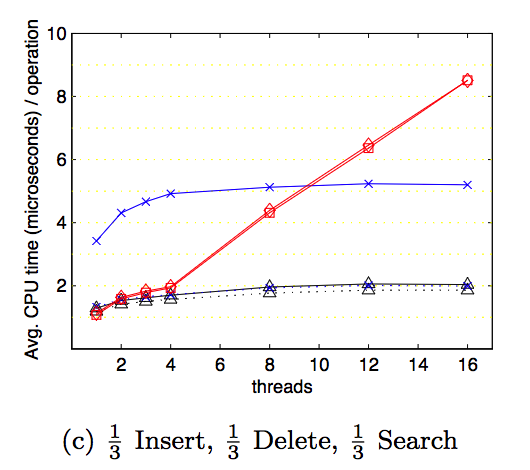 Avg. CPU time (microseconds) / operation
10
8
6
4
2
2 4 6 8 10 12 14 16
threads
(c) 1/3 Insert, 1/3 Delete, 1/3 Search